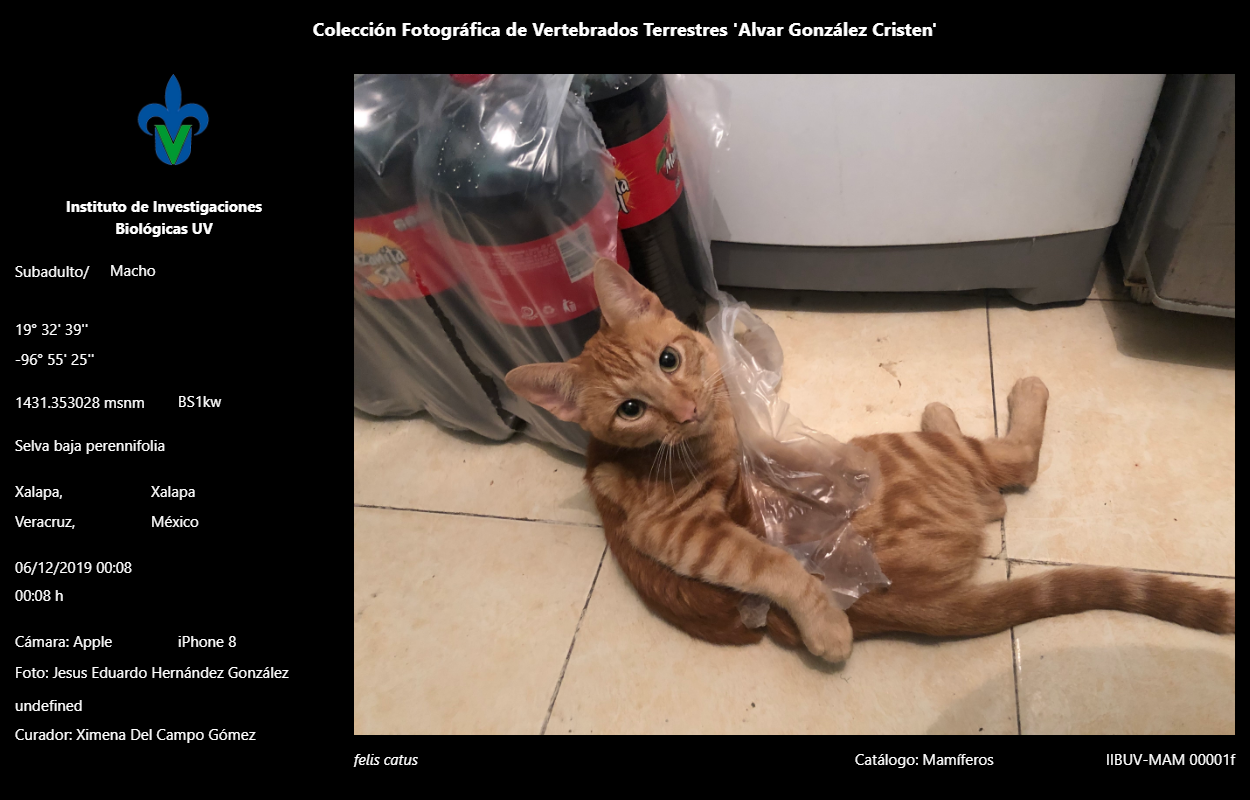 Colección Fotográfica de Vertebrados Terrestres 'Alvar González Cristen'
Instituto de Investigaciones
Biológicas UV
Subadulto/ Macho
19° 32' 39''
-96° 55' 25''
1431.353028 msnm BS1kw
Selva baja perennifolia
Xalapa, Xalapa
Veracruz, México
06/12/2019 00:08
00:08 h
Cámara: Apple iPhone 8
Foto: Jesus Eduardo Hernández González
undefined
Curador: Ximena Del Campo Gómez
felis catus Catálogo: Mamíferos IIBUV-MAM 00001f
Sol